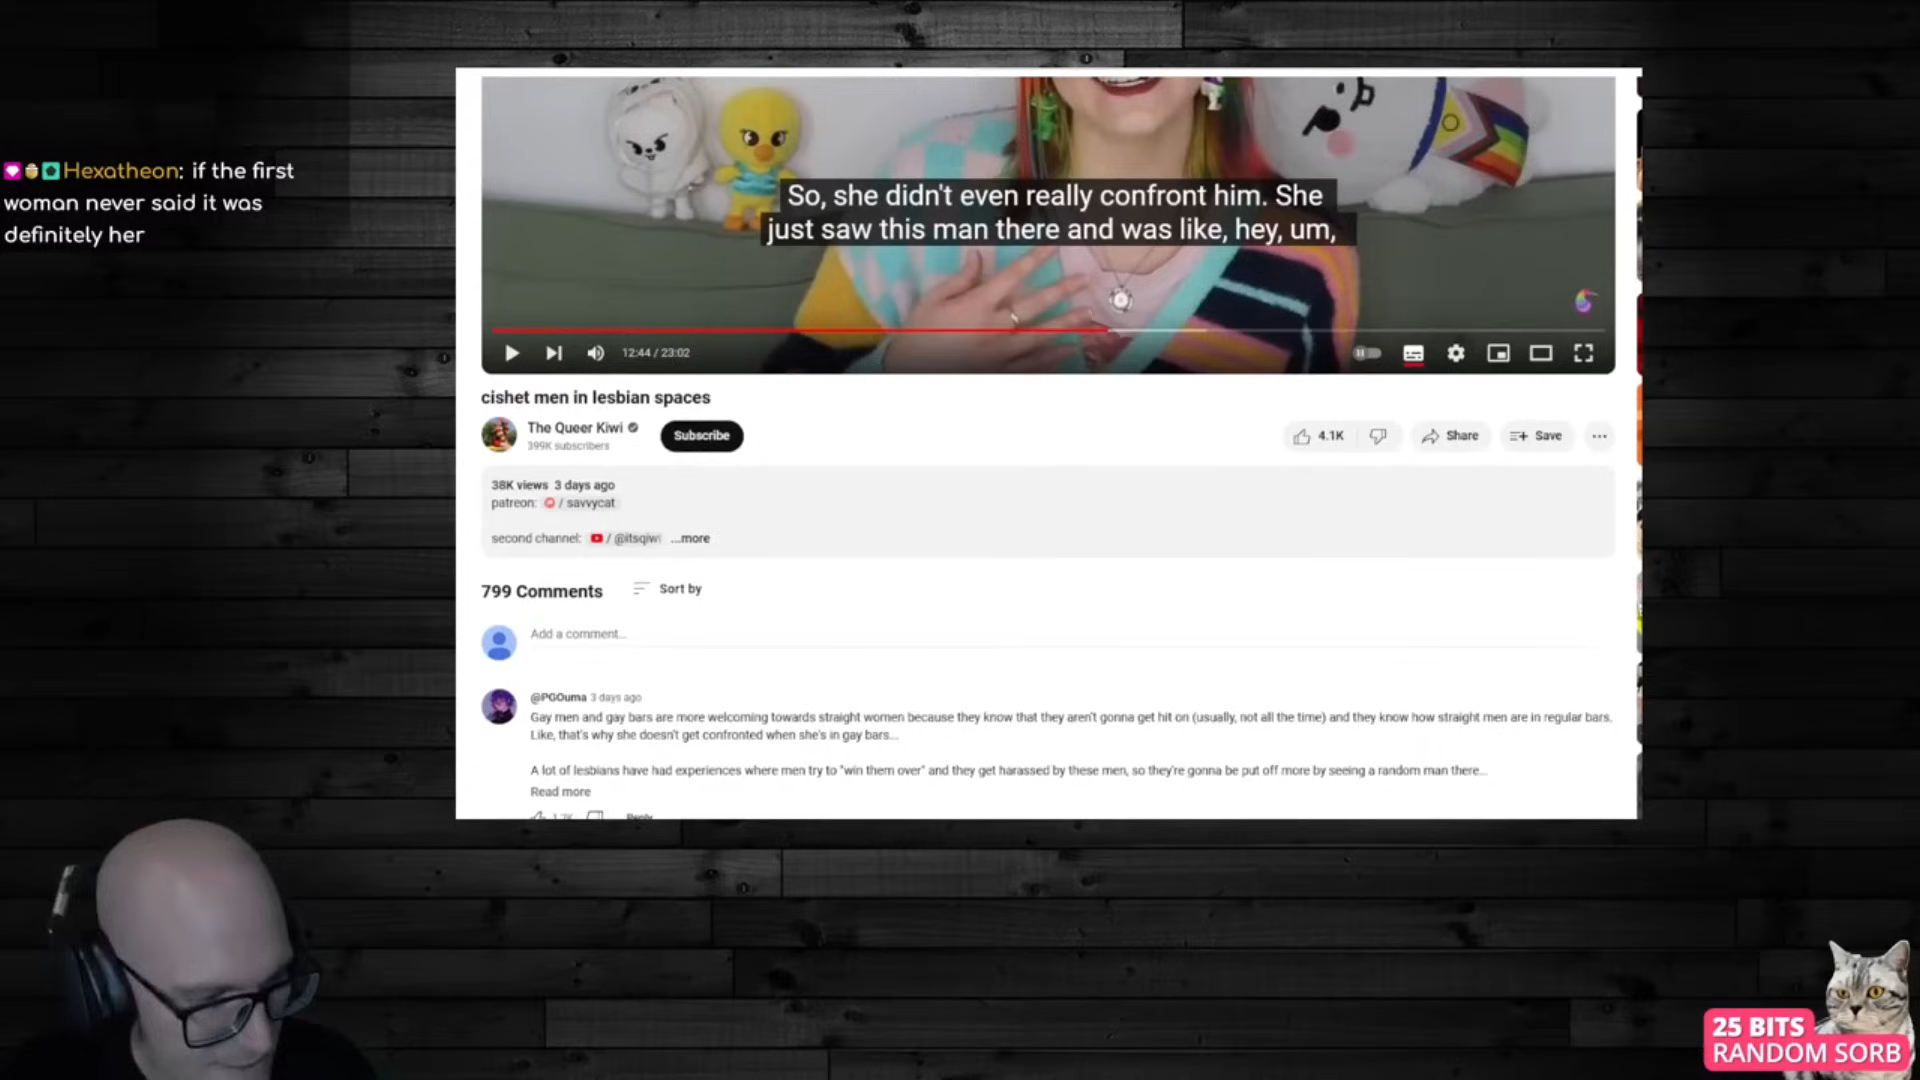 Hexatheon: if the first
woman never said it was
definitely her
So, she didn't even really confront him. She
just saw this man there and was like, hey, um,
12:44 / 23:02
cishet men in lesbian spaces
The Queer Kiwi
399K subscribers
Subscribe
4.1K
Share
Save
38K views 3 days ago
patreon: / savvycat
second channel: / @itsqiwi ...more
799 Comments
Sort by
Add a comment...
@PGOuma 3 days ago
Gay men and gay bars are more welcoming towards straight women because they know that they aren't gonna get hit on (usually, not all the time) and they know how straight men are in regular bars.
Like, that's why she doesn't get confronted when she's in gay bars...
A lot of lesbians have had experiences where men try to "win them over" and they get harassed by these men, so they're gonna be put off more by seeing a random man there...
Read more
Reply
25 BITS
RANDOM SORB